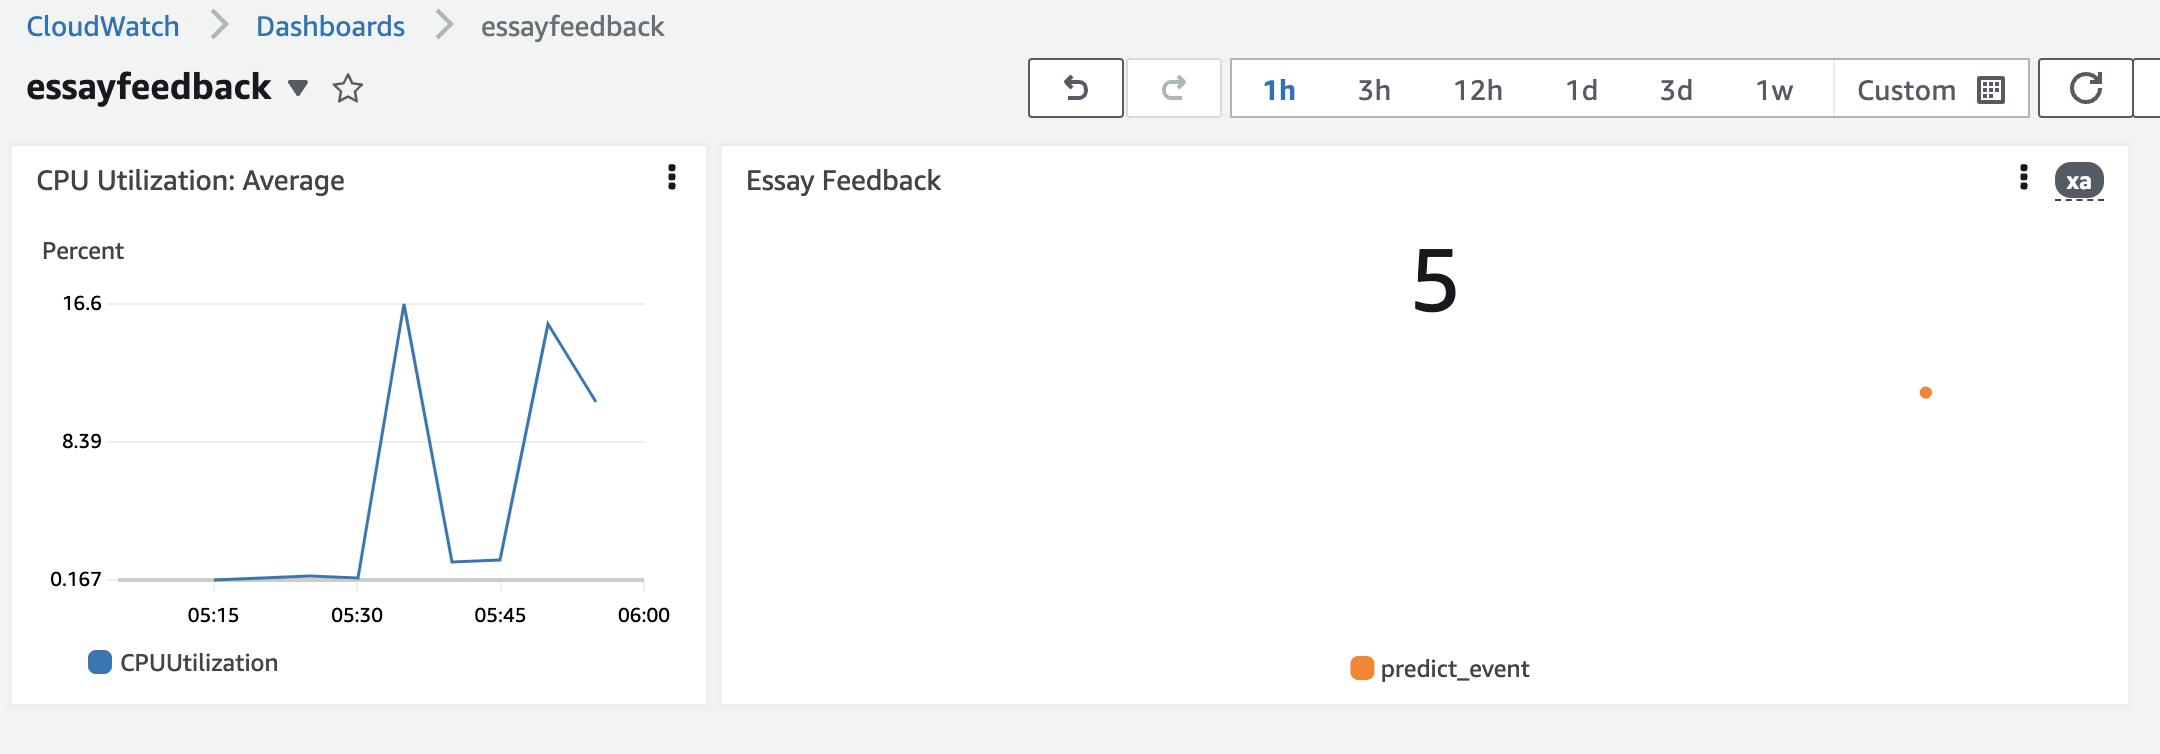 CloudWatch > Dashboards > essayfeedback
essayfeedback
1h 3h 12h 1d 3d 1w Custom
CPU Utilization: Average
Percent
16.6
8.39
0.167
05:15 05:30 05:45 06:00
CPUUtilization
Essay Feedback
xa
5
predict_event